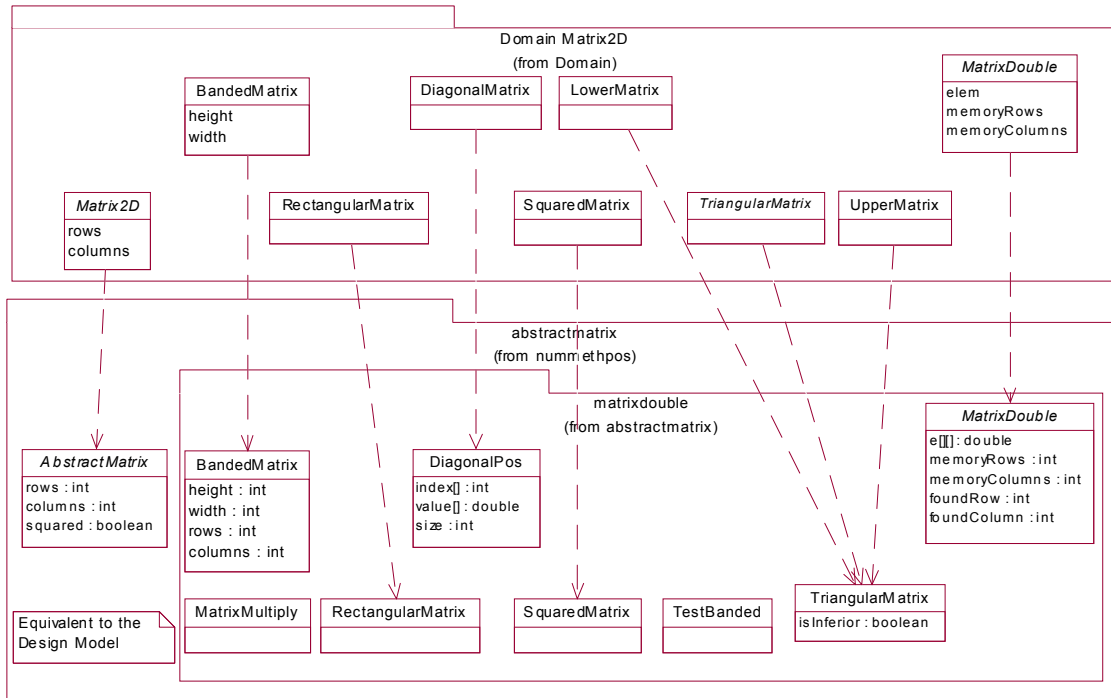 Domain Matrix2D
(from Domain)
BandedMatrix
height
width
DiagonalMatrix
LowerMatrix
MatrixDouble
elem
memoryRows
memoryColumns
Matrix2D
rows
columns
RectangularMatrix
SquaredMatrix
TriangularMatrix
UpperMatrix
abstractmatrix
(from nummethpos)
matrixdouble
(from abstractmatrix)
AbstractMatrix
rows : int
columns : int
squared : boolean
BandedMatrix
height : int
width : int
rows : int
columns : int
DiagonalPos
index[] : int
value[] : double
size : int
MatrixDouble
e[][] : double
memoryRows : int
memoryColumns : int
foundRow : int
foundColumn : int
Equivalent to the
Design Model
MatrixMultiply
RectangularMatrix
SquaredMatrix
TestBanded
TriangularMatrix
isInferior : boolean